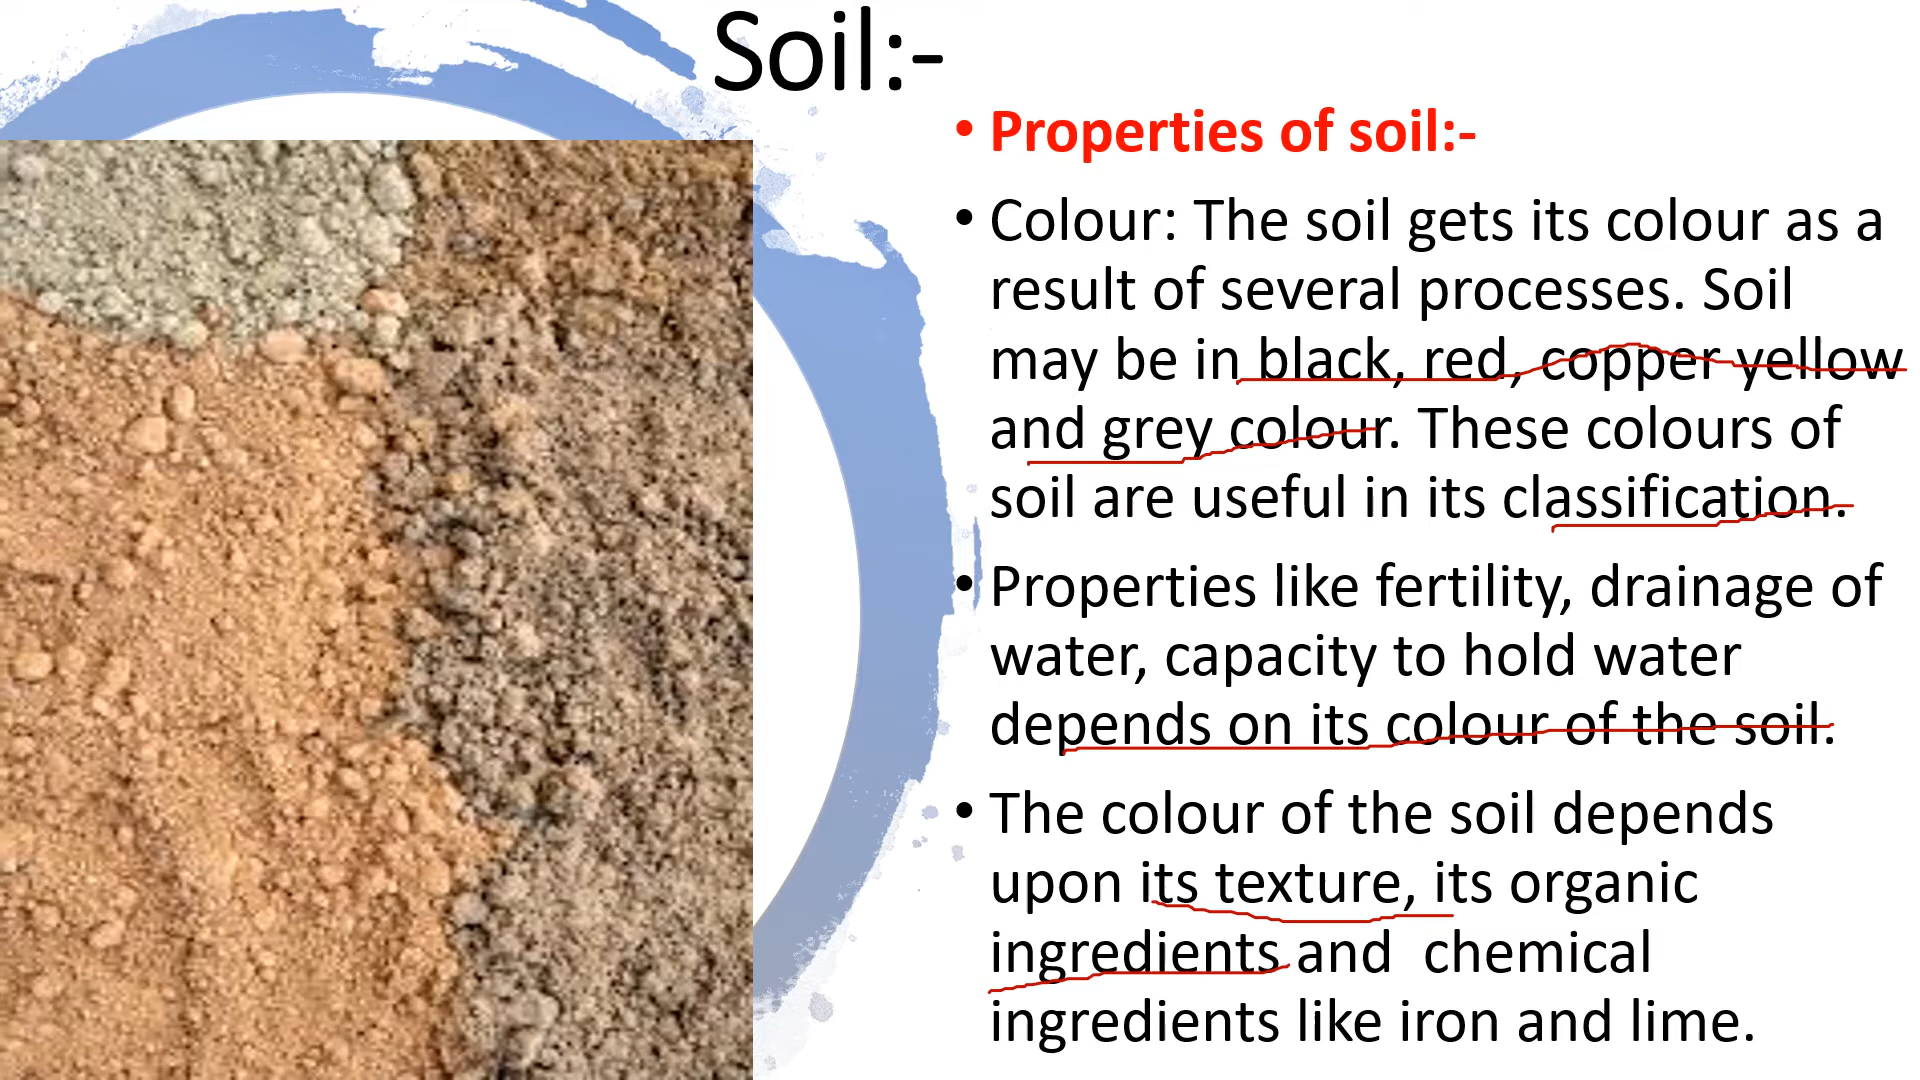 Soil:-
• Properties of soil:-
• Colour: The soil gets its colour as a
result of several processes. Soil
may be in black, red, copper yellow
and grey colour. These colours of
soil are useful in its classification.
• Properties like fertility, drainage of
water, capacity to hold water
depends on its colour of the soil.
• The colour of the soil depends
upon its texture, its organic
ingredients and  chemical
ingredients like iron and lime.